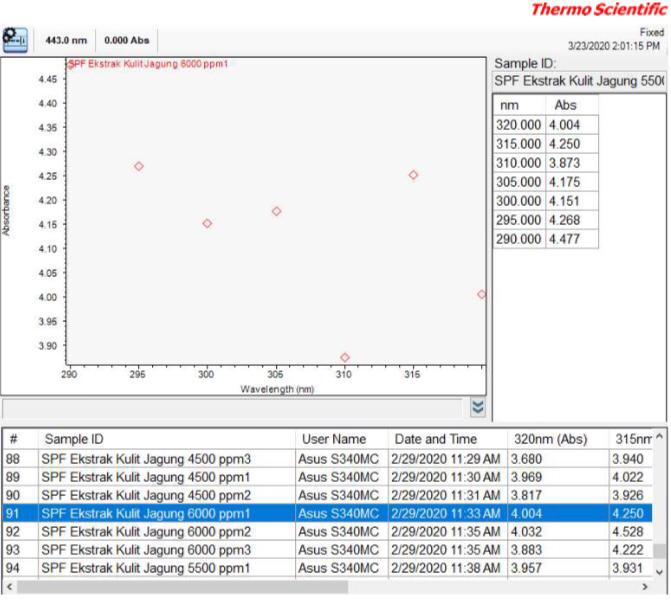 Thermo Scientific
443.0 nm 0.000 Abs
Fixed
3/23/2020 2:01:15 PM
SPF Ekstrak Kulit Jagung 6000 ppm1
4.45
4.40
4.35
4.30
4.25
4.20
4.15
4.10
4.05
4.00
3.95
3.90
Absorbance
290 295 300 305 310 315
Wavelength (nm)
Sample ID:
SPF Ekstrak Kulit Jagung 550
nm Abs
320.000 4.004
315.000 4.250
310.000 3.873
305.000 4.175
300.000 4.151
295.000 4.268
290.000 4.477
# Sample ID User Name Date and Time 320nm (Abs) 315nm
88 SPF Ekstrak Kulit Jagung 4500 ppm3 Asus S340MC 2/29/2020 11:29 AM 3.680 3.940
89 SPF Ekstrak Kulit Jagung 4500 ppm1 Asus S340MC 2/29/2020 11:30 AM 3.969 4.022
90 SPF Ekstrak Kulit Jagung 4500 ppm2 Asus S340MC 2/29/2020 11:31 AM 3.817 3.926
91 SPF Ekstrak Kulit Jagung 6000 ppm1 Asus S340MC 2/29/2020 11:33 AM 4.004 4.250
92 SPF Ekstrak Kulit Jagung 6000 ppm2 Asus S340MC 2/29/2020 11:35 AM 4.032 4.528
93 SPF Ekstrak Kulit Jagung 6000 ppm3 Asus S340MC 2/29/2020 11:35 AM 3.883 4.222
94 SPF Ekstrak Kulit Jagung 5500 ppm1 Asus S340MC 2/29/2020 11:38 AM 3.957 3.931